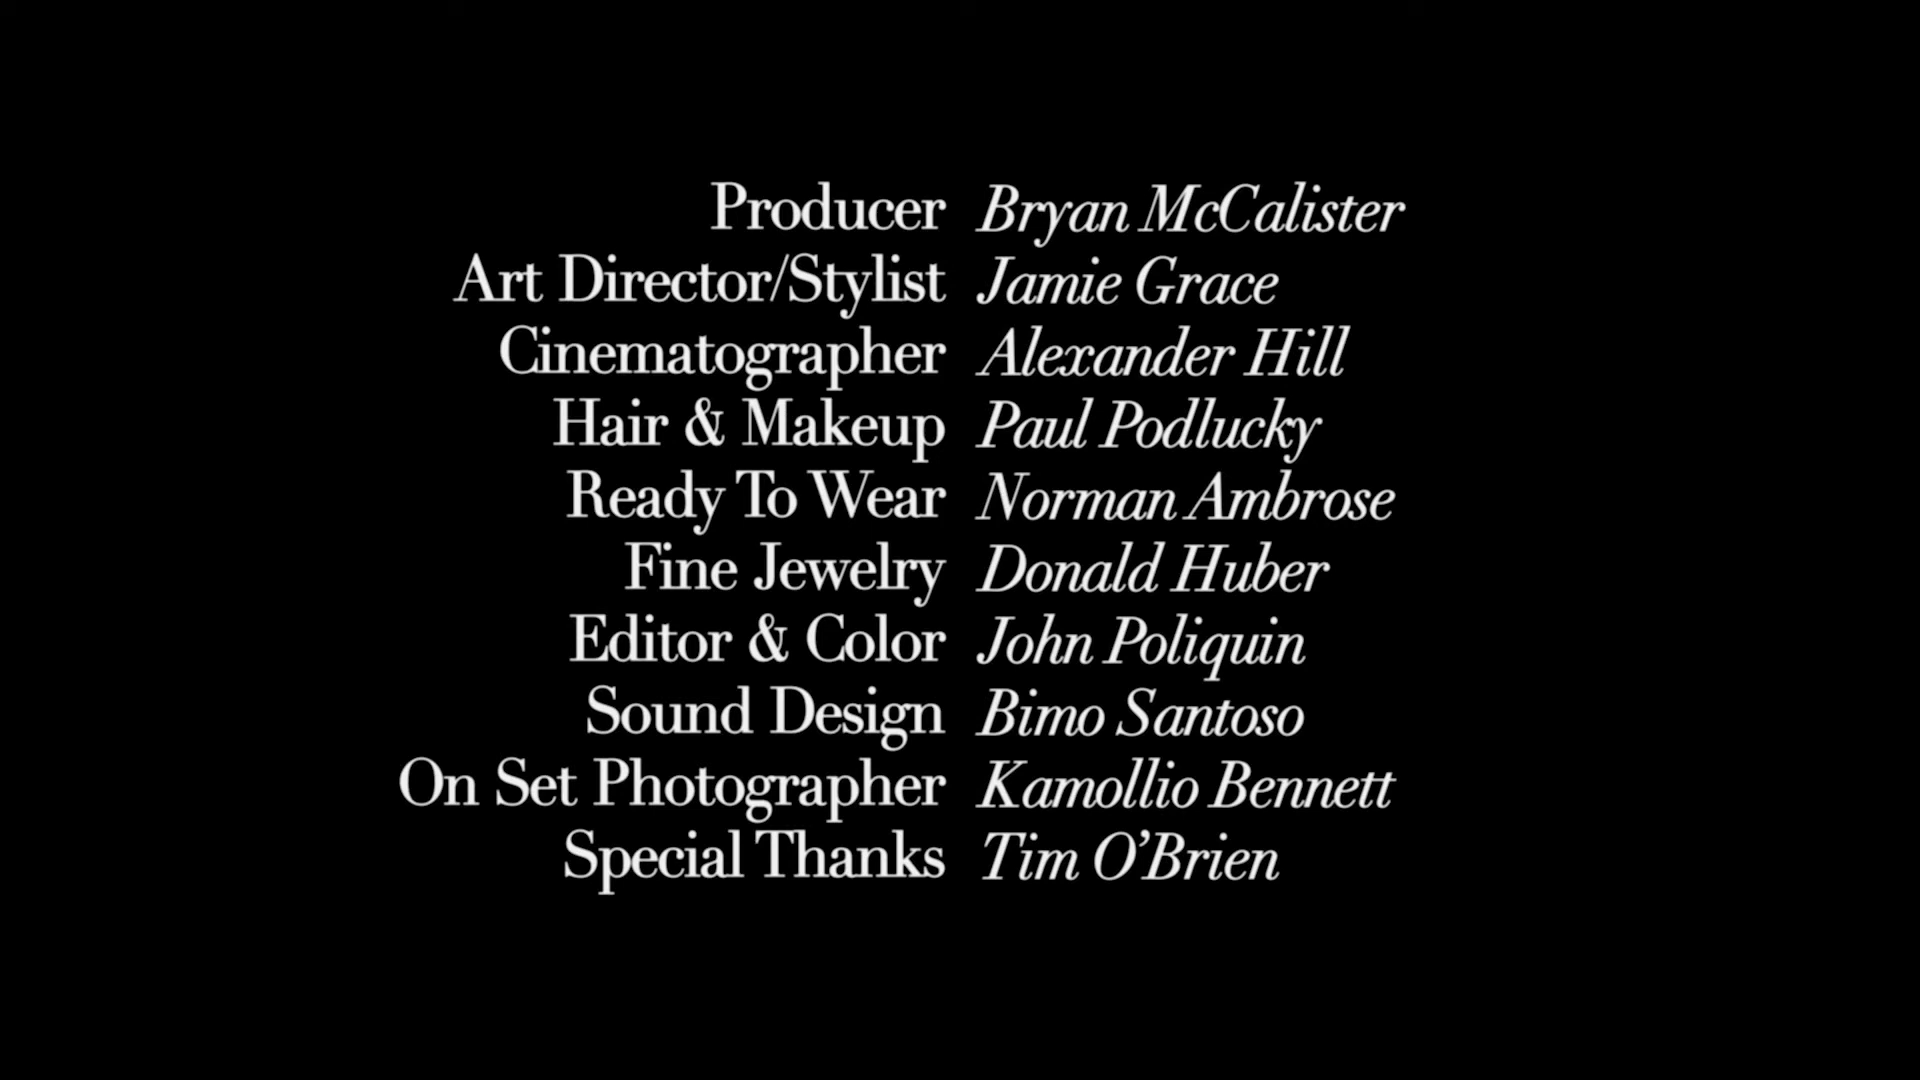 Producer Bryan McCalister
Art Director/Stylist Jamie Grace
Cinematographer Alexander Hill
Hair & Makeup Paul Podlucky
Ready To Wear Norman Ambrose
Fine Jewelry Donald Huber
Editor & Color John Poliquin
Sound Design Bimo Santoso
On Set Photographer Kamollio Bennett
Special Thanks Tim O’Brien